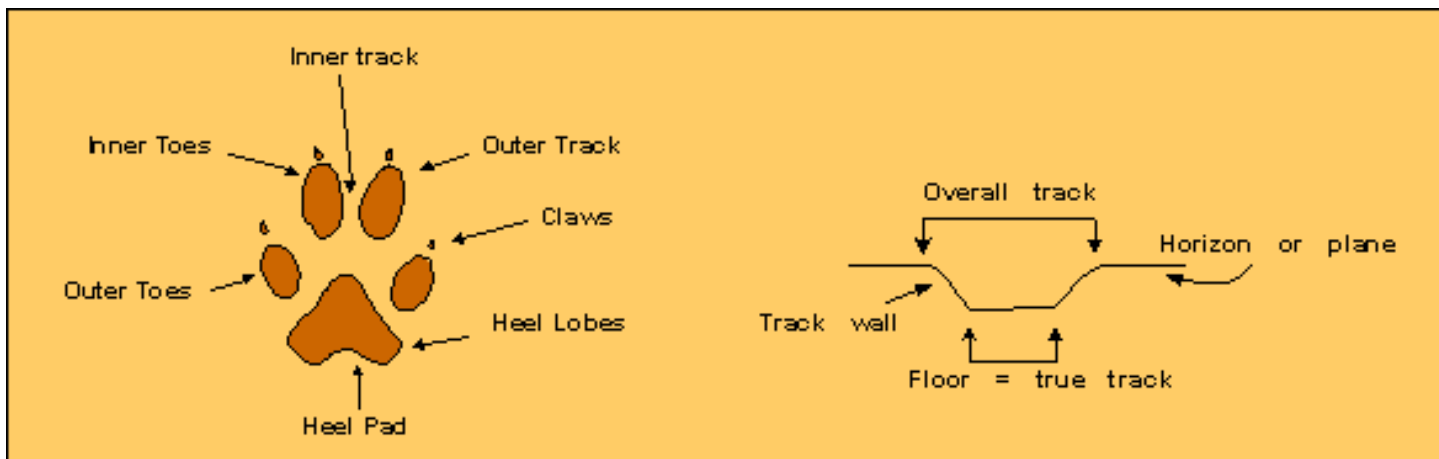 Inner track
Inner Toes
Outer Track
Claws
Outer Toes
Heel Lobes
Heel Pad
Overall track
Horizon or plane
Track wall
Floor = true track